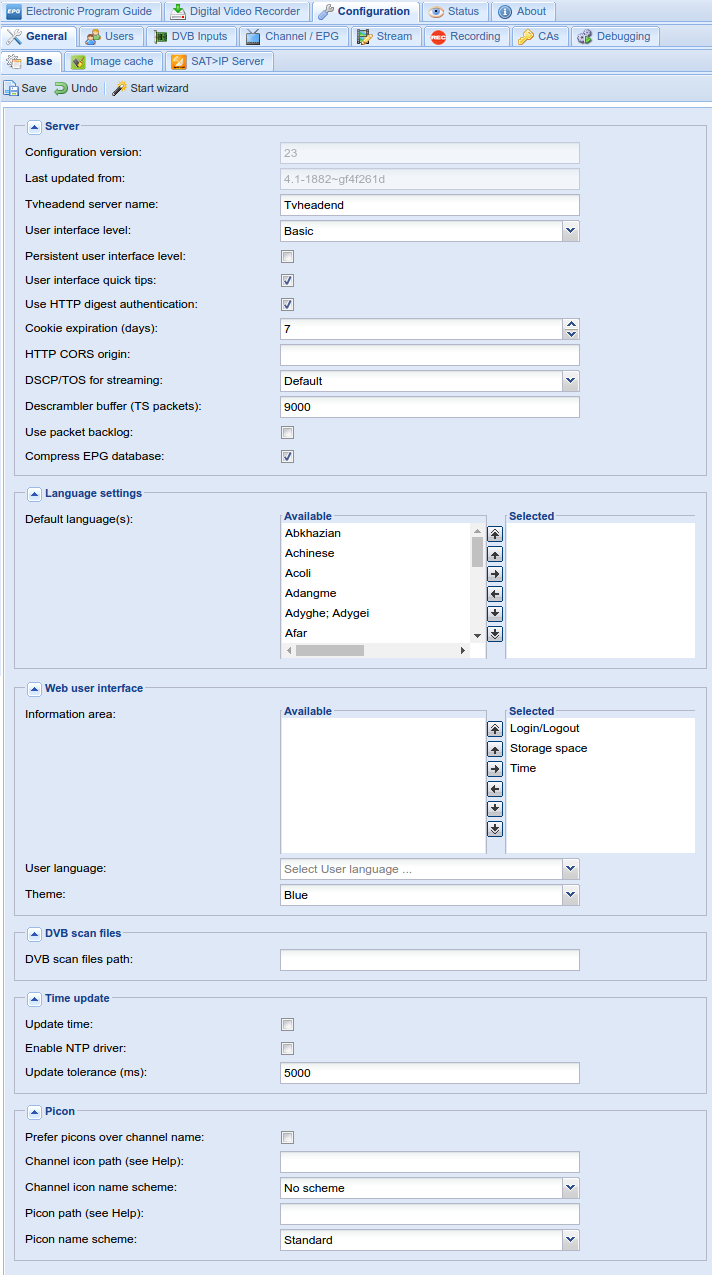 EPG Electronic Program Guide Digital Video Recorder Configuration Status About
General Users DVB Inputs Channel / EPG Stream REC Recording CAs Debugging
Base Image cache SAT>IP Server
Save Undo Start wizard
Server
Configuration version: 23
Last updated from: 4.1-1882~gf4f261d
Tvheadend server name: Tvheadend
User interface level: Basic
Persistent user interface level:
User interface quick tips:
Use HTTP digest authentication:
Cookie expiration (days): 7
HTTP CORS origin:
DSCP/TOS for streaming: Default
Descrambler buffer (TS packets): 9000
Use packet backlog:
Compress EPG database:
Language settings
Default language(s): Available Selected
Abkhazian
Achinese
Acoli
Adangme
Adyghe; Adygei
Afar
Web user interface
Information area: Available Selected
Login/Logout
Storage space
Time
User language: Select User language ...
Theme: Blue
DVB scan files
DVB scan files path:
Time update
Update time:
Enable NTP driver:
Update tolerance (ms): 5000
Picon
Prefer picons over channel name:
Channel icon path (see Help):
Channel icon name scheme: No scheme
Picon path (see Help):
Picon name scheme: Standard